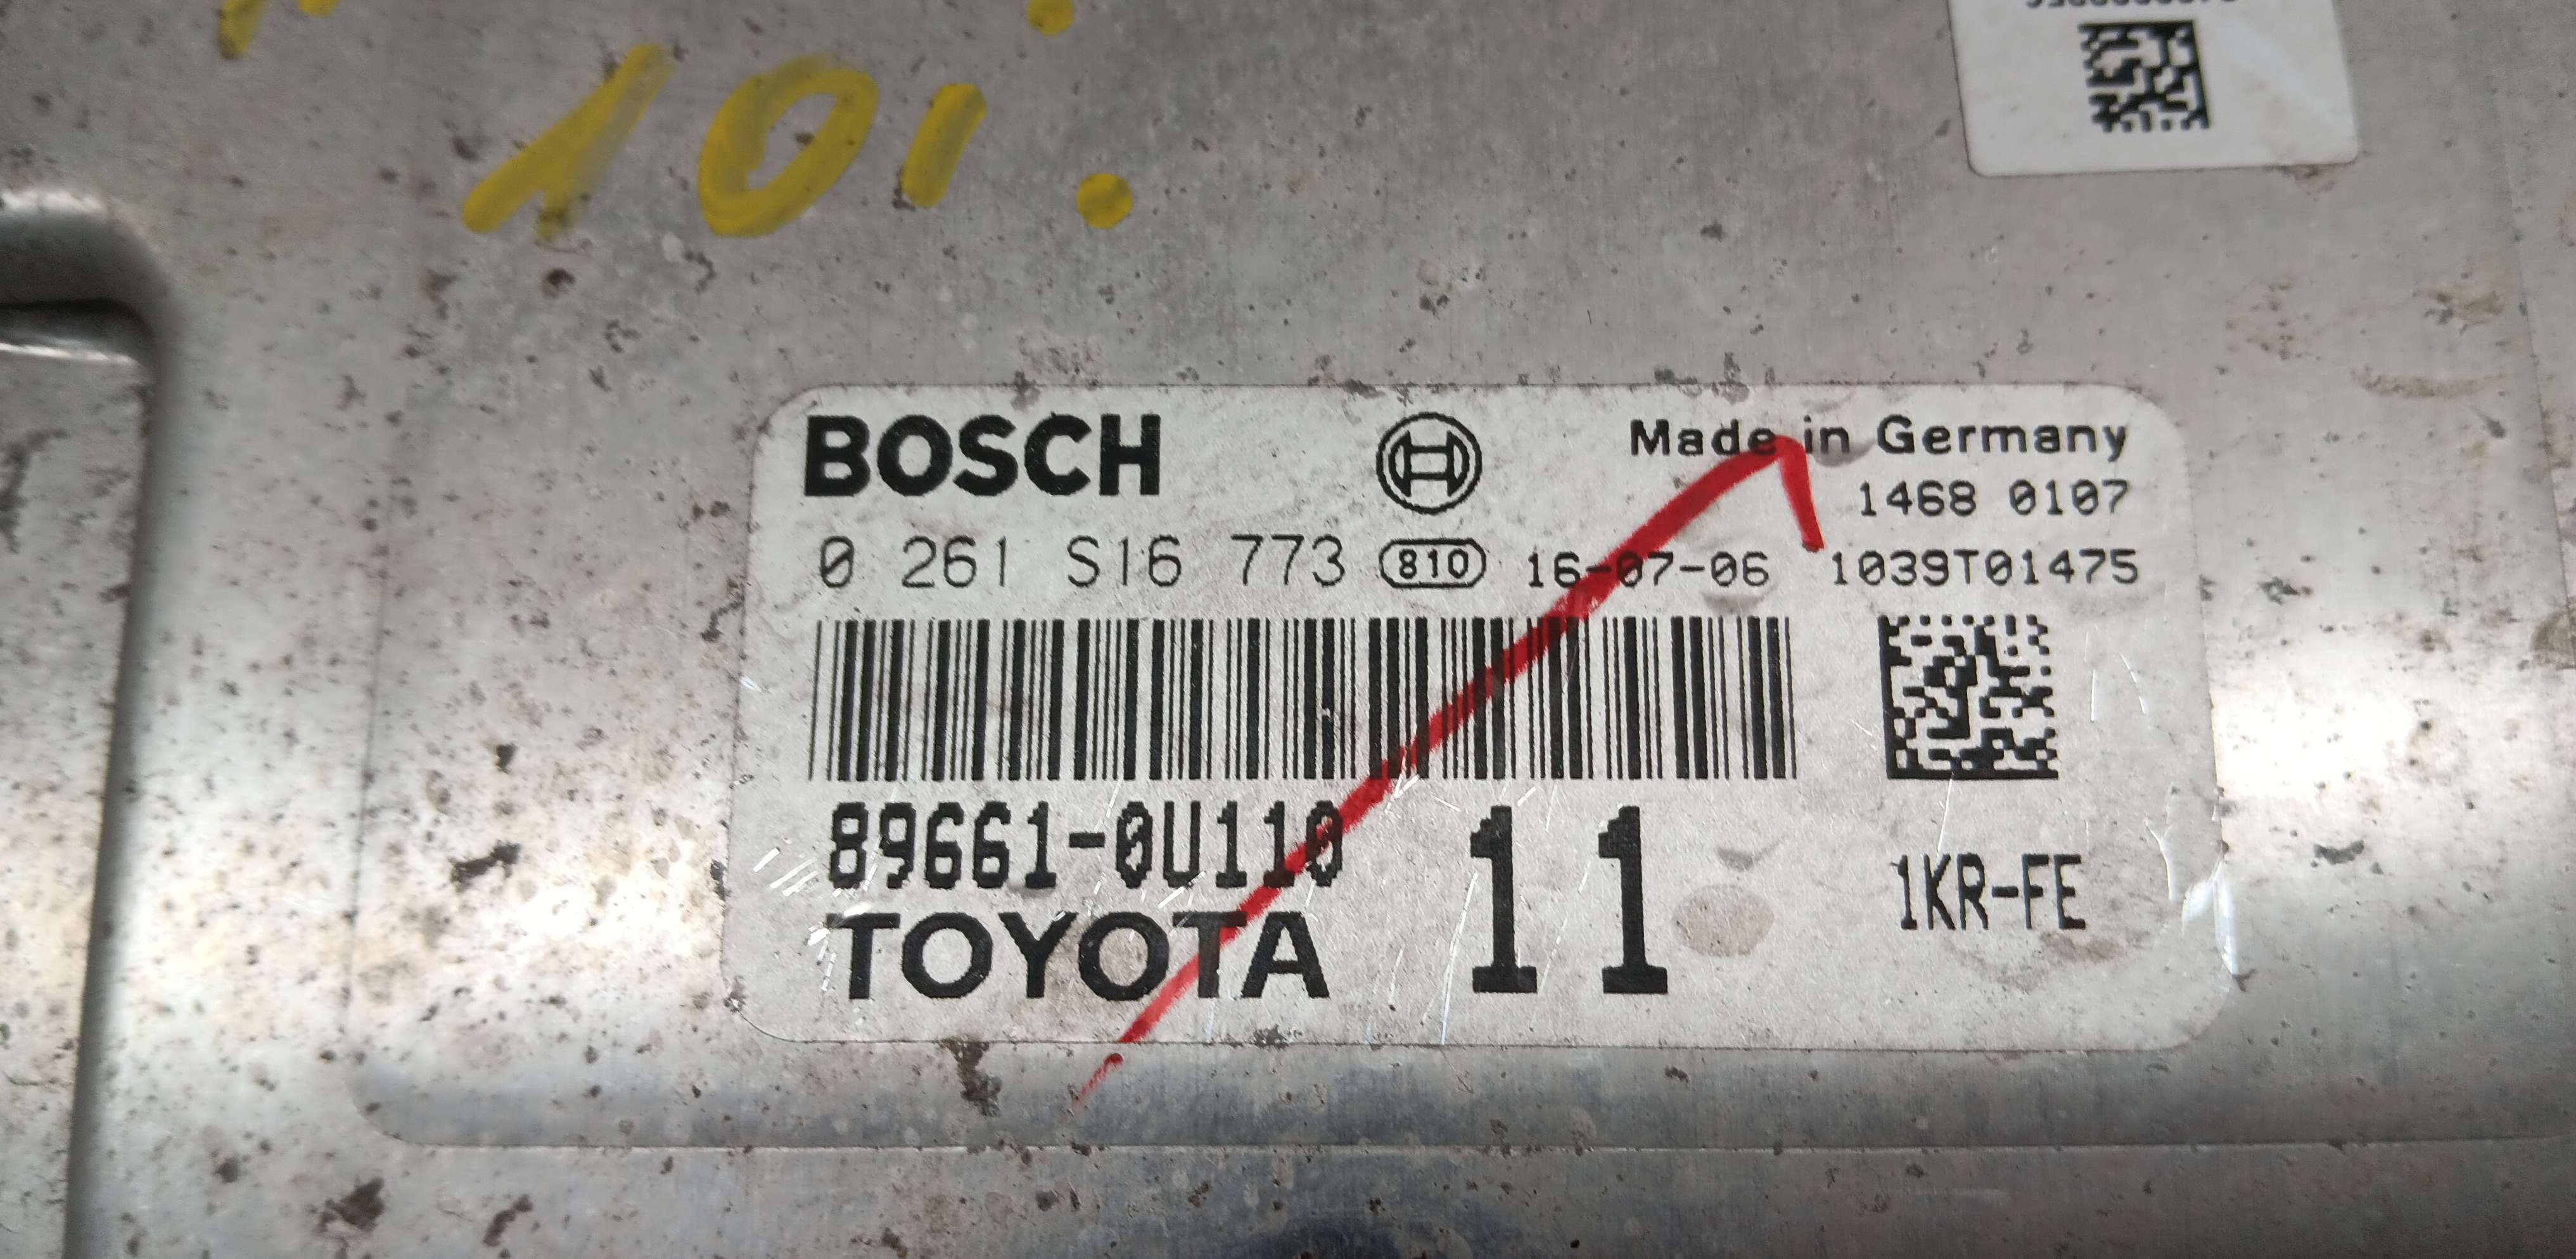 10i.
BOSCH Made in Germany
1468 0107
0 261 S16 773 810 16-07-06 1039T01475
89661-0U110 11 1KR-FE
TOYOTA